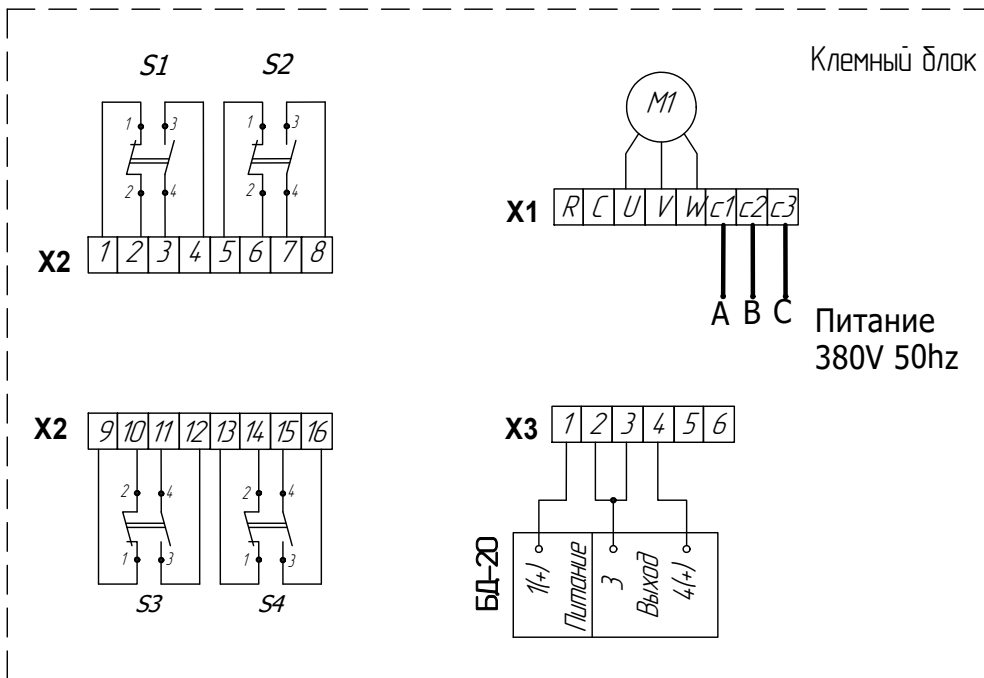 Клемный блок
S1 S2
1 3 1 3
2 4 2 4
X2 1 2 3 4 5 6 7 8
M1
X1 R C U V W c1 c2 c3
A B C
Питание
380V 50hz
X2 9 10 11 12 13 14 15 16
2 4 2 4
1 3 1 3
S3 S4
X3 1 2 3 4 5 6
БД-20
1(+)
Питание
3
Выход
4(+)